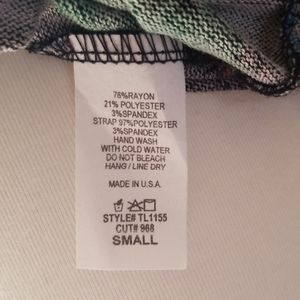 76%RAYON
21% POLYESTER
3%SPANDEX
STRAP 97%POLYESTER
3%SPANDEX
HAND WASH
WITH COLD WATER
DO NOT BLEACH
HANG / LINE DRY
MADE IN U.S.A.
STYLE# TL1155
CUT# 968
SMALL